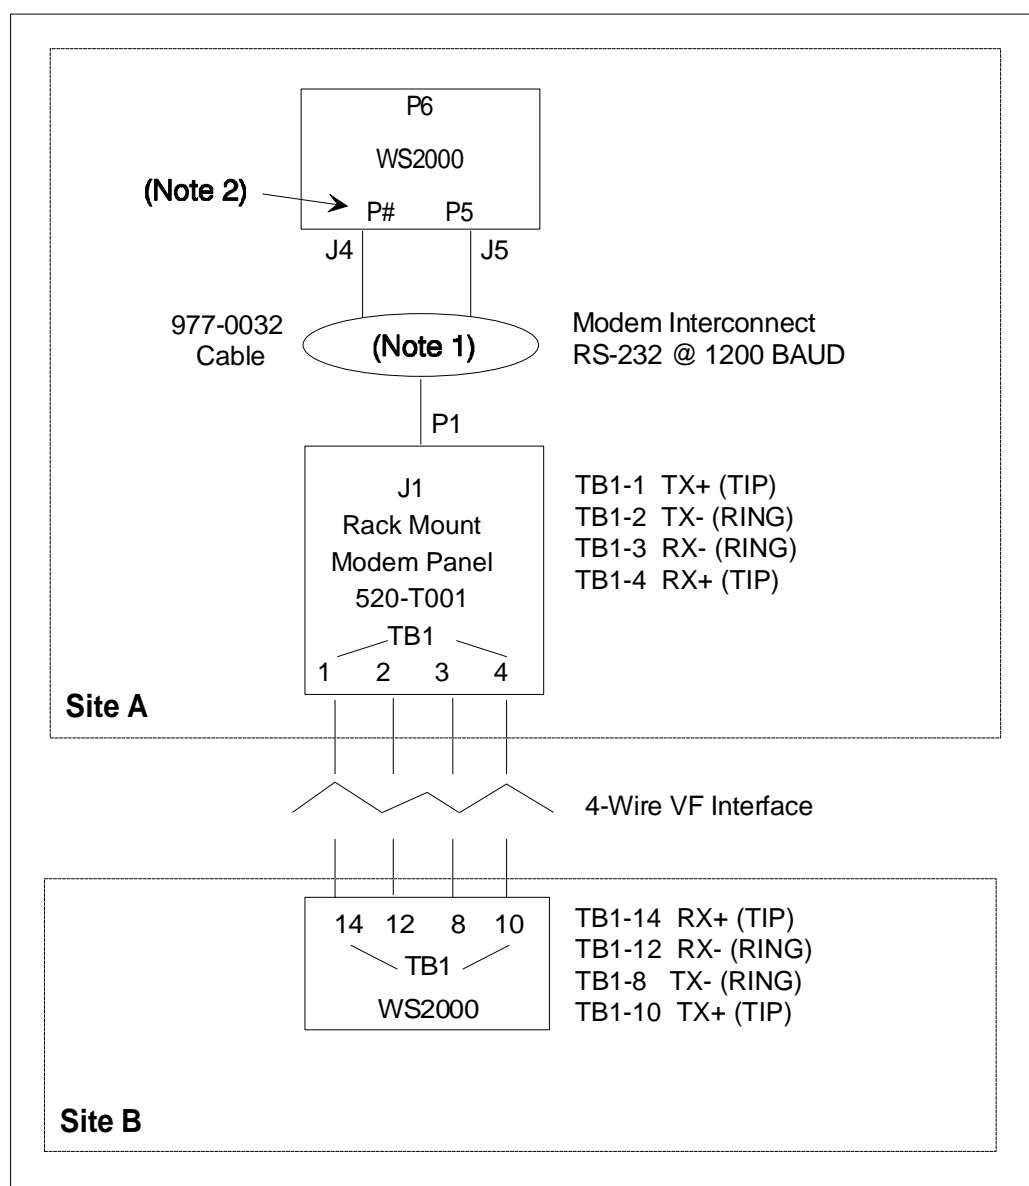 P6
WS2000
(Note 2)
P# P5
J4 J5
977-0032
Cable
(Note 1)
Modem Interconnect
RS-232 @ 1200 BAUD
P1
J1
Rack Mount
Modem Panel
520-T001
TB1
1 2 3 4
TB1-1 TX+ (TIP)
TB1-2 TX- (RING)
TB1-3 RX- (RING)
TB1-4 RX+ (TIP)
Site A
4-Wire VF Interface
14 12 8 10
TB1
WS2000
TB1-14 RX+ (TIP)
TB1-12 RX- (RING)
TB1-8 TX- (RING)
TB1-10 TX+ (TIP)
Site B